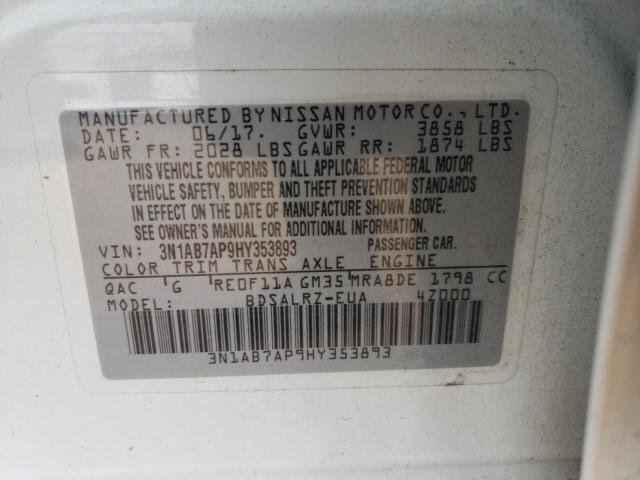 MANUFACTURED BY NISSAN MOTOR CO., LTD.
DATE: 06/17. GVWR: 3858 LBS
GAWR FR: 2028 LBS GAWR RR: 1874 LBS
THIS VEHICLE CONFORMS TO ALL APPLICABLE FEDERAL MOTOR
VEHICLE SAFETY, BUMPER AND THEFT PREVENTION STANDARDS
IN EFFECT ON THE DATE OF MANUFACTURE SHOWN ABOVE.
SEE OWNER'S MANUAL FOR ADDITIONAL INFORMATION.
VIN: 3N1AB7AP9HY353893 PASSENGER CAR.
COLOR TRIM TRANS AXLE ENGINE
QAC G RE0F11A GM35 MRA8DE 1798 CC
MODEL: BDSALRZ-EUA 4Z000
3N1AB7AP9HY353893